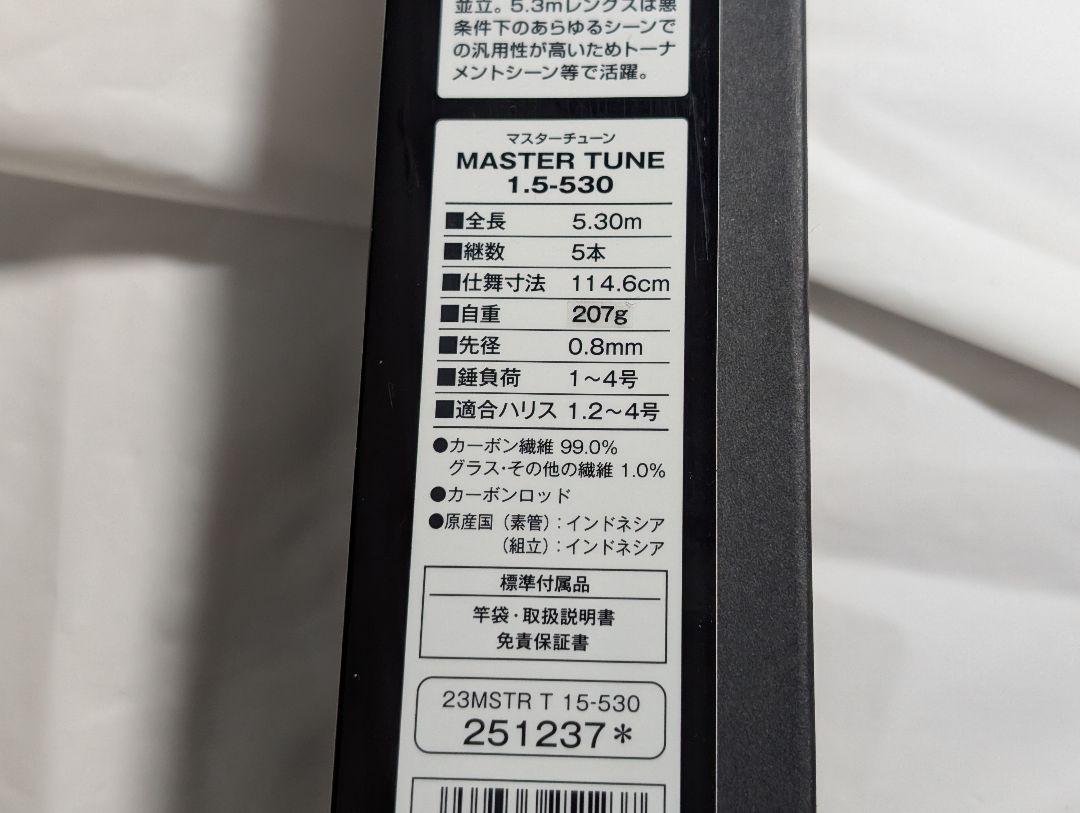 並立。5.3mレングスは悪
条件下のあらゆるシーンで
の汎用性が高いためトーナ
メントシーン等で活躍。
マスターチューン
MASTER TUNE
1.5-530
■全長 5.30m
■継数 5本
■仕舞寸法 114.6cm
■自重 207g
■先径 0.8mm
■錘負荷 1～4号
■適合ハリス 1.2～4号
●カーボン繊維 99.0%
グラス・その他の繊維 1.0%
●カーボンロッド
●原産国（素管）：インドネシア
（組立）：インドネシア
標準付属品
竿袋・取扱説明書
免責保証書
23MSTR T 15-530
251237*